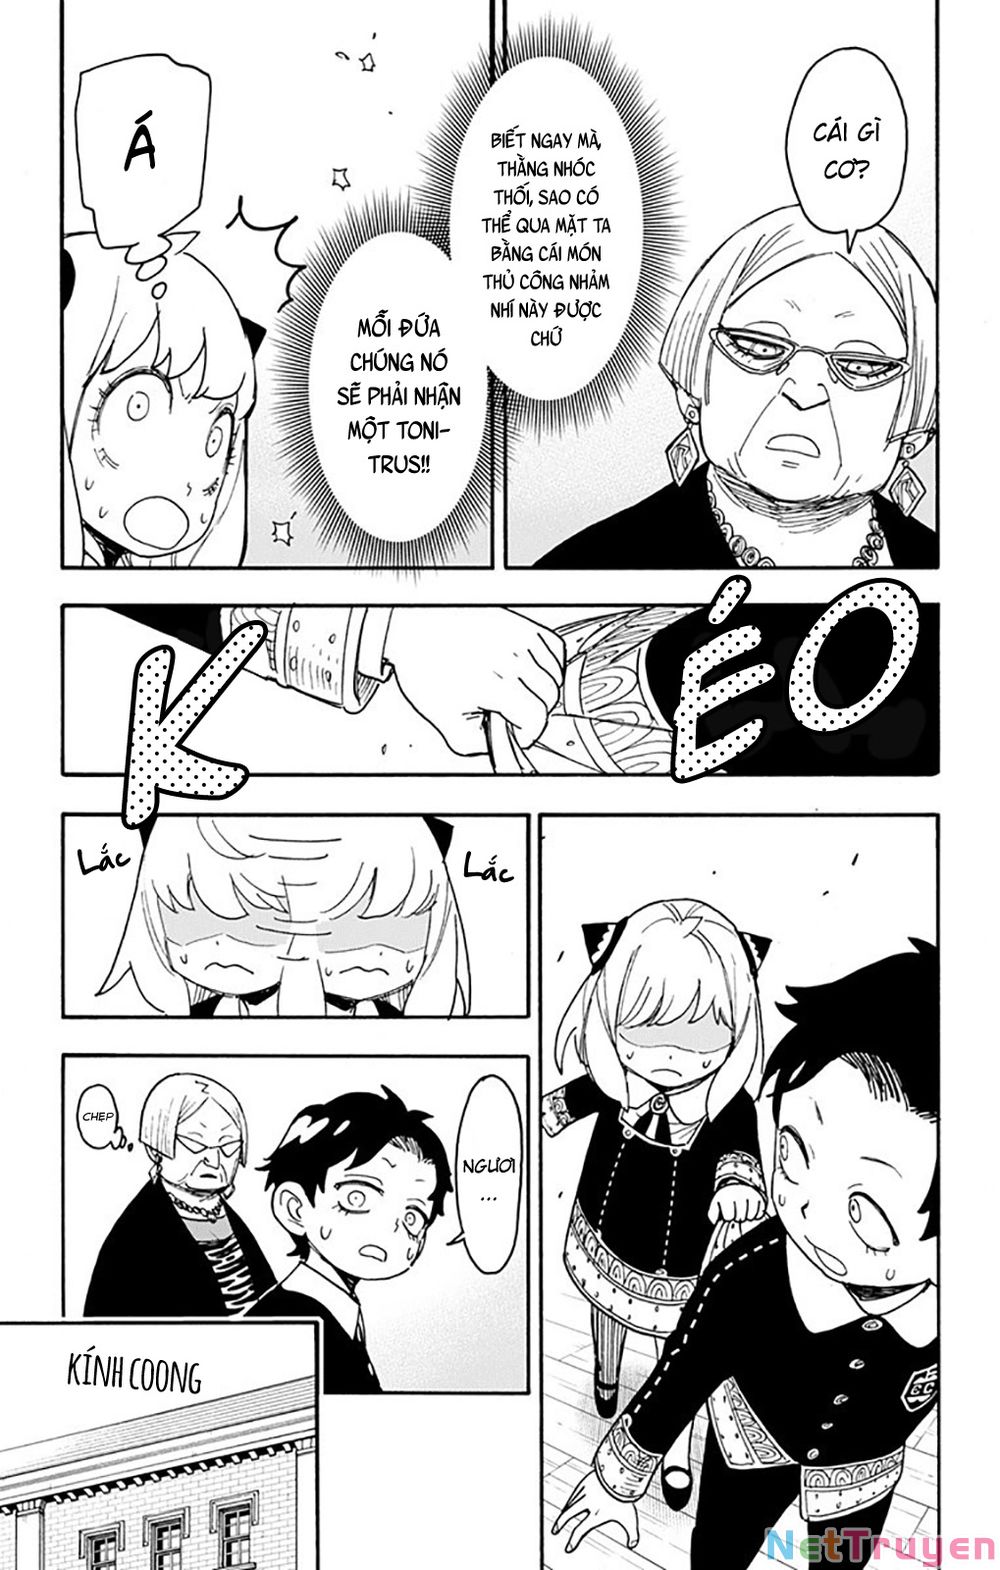 CÁI GÌ
CƠ?
BIẾT NGAY MÀ,
THẰNG NHÓC
THỐI, SAO CÓ
THỂ QUA MẶT TA
BẰNG CÁI MÓN
THỦ CÔNG NHẢM
NHÍ NÀY ĐƯỢC
CHỨ
MỖI ĐỨA
CHÚNG NÓ
SẼ PHẢI NHẬN
MỘT TONI-
TRUS!!
Á
KÉO
Lắc
Lắc
CHẸP
NGƯƠI
...
KÍNH COONG
NetTruyen